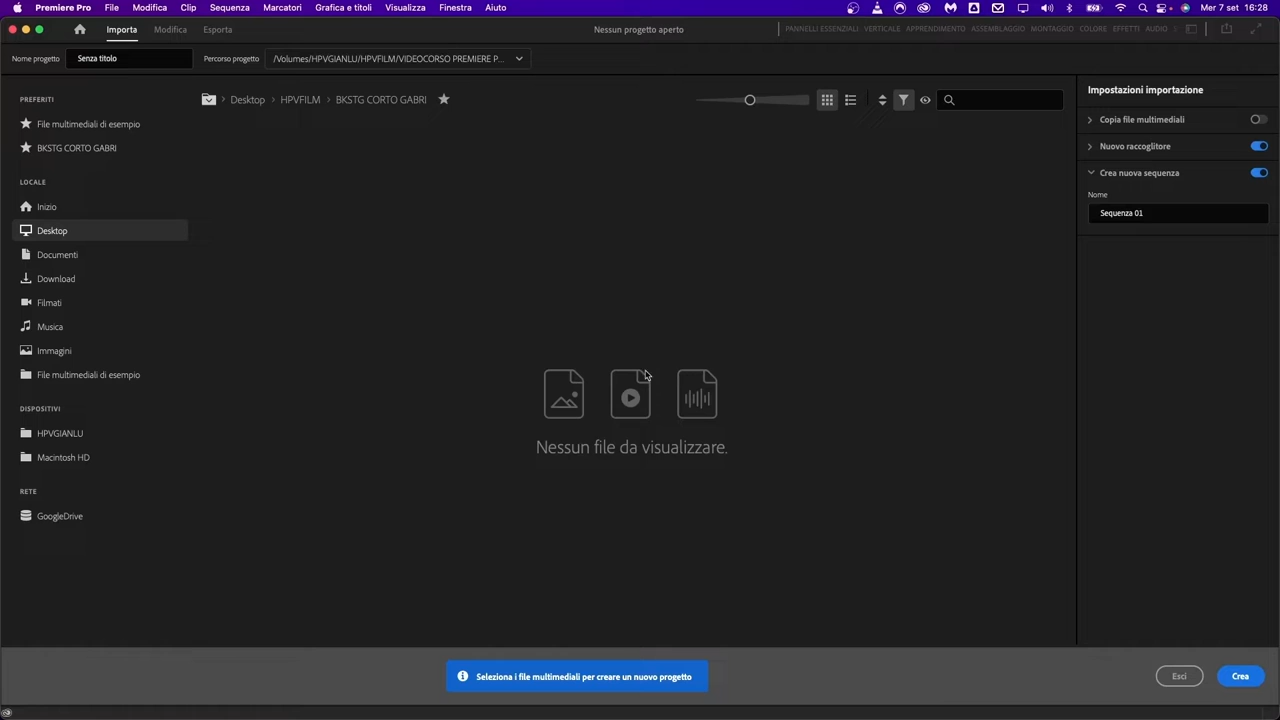 Premiere Pro File Modifica Clip Sequenza Marcatori Grafica e titoli Visualizza Finestra Aiuto Mer 7 set 16:28
Importa Modifica Esporta Nessun progetto aperto PANNELLI ESSENZIALI VERTICALE APPRENDIMENTO ASSEMBLAGGIO MONTAGGIO COLORE EFFETTI AUDIO
Nome progetto Senza titolo Percorso progetto /Volumes/HPVGIANLU/HPVFILM/VIDEOCORSO PREMIERE P...
PREFERITI
File multimediali di esempio
BKSTG CORTO GABRI
LOCALE
Inizio
Desktop
Documenti
Download
Filmati
Musica
Immagini
File multimediali di esempio
DISPOSITIVI
HPVGIANLU
Macintosh HD
RETE
GoogleDrive
Desktop › HPVFILM › BKSTG CORTO GABRI
Nessun file da visualizzare.
Impostazioni importazione
Copia file multimediali
Nuovo raccoglitore
Crea nuova sequenza
Nome
Sequenza 01
Seleziona i file multimediali per creare un nuovo progetto
Esci Crea